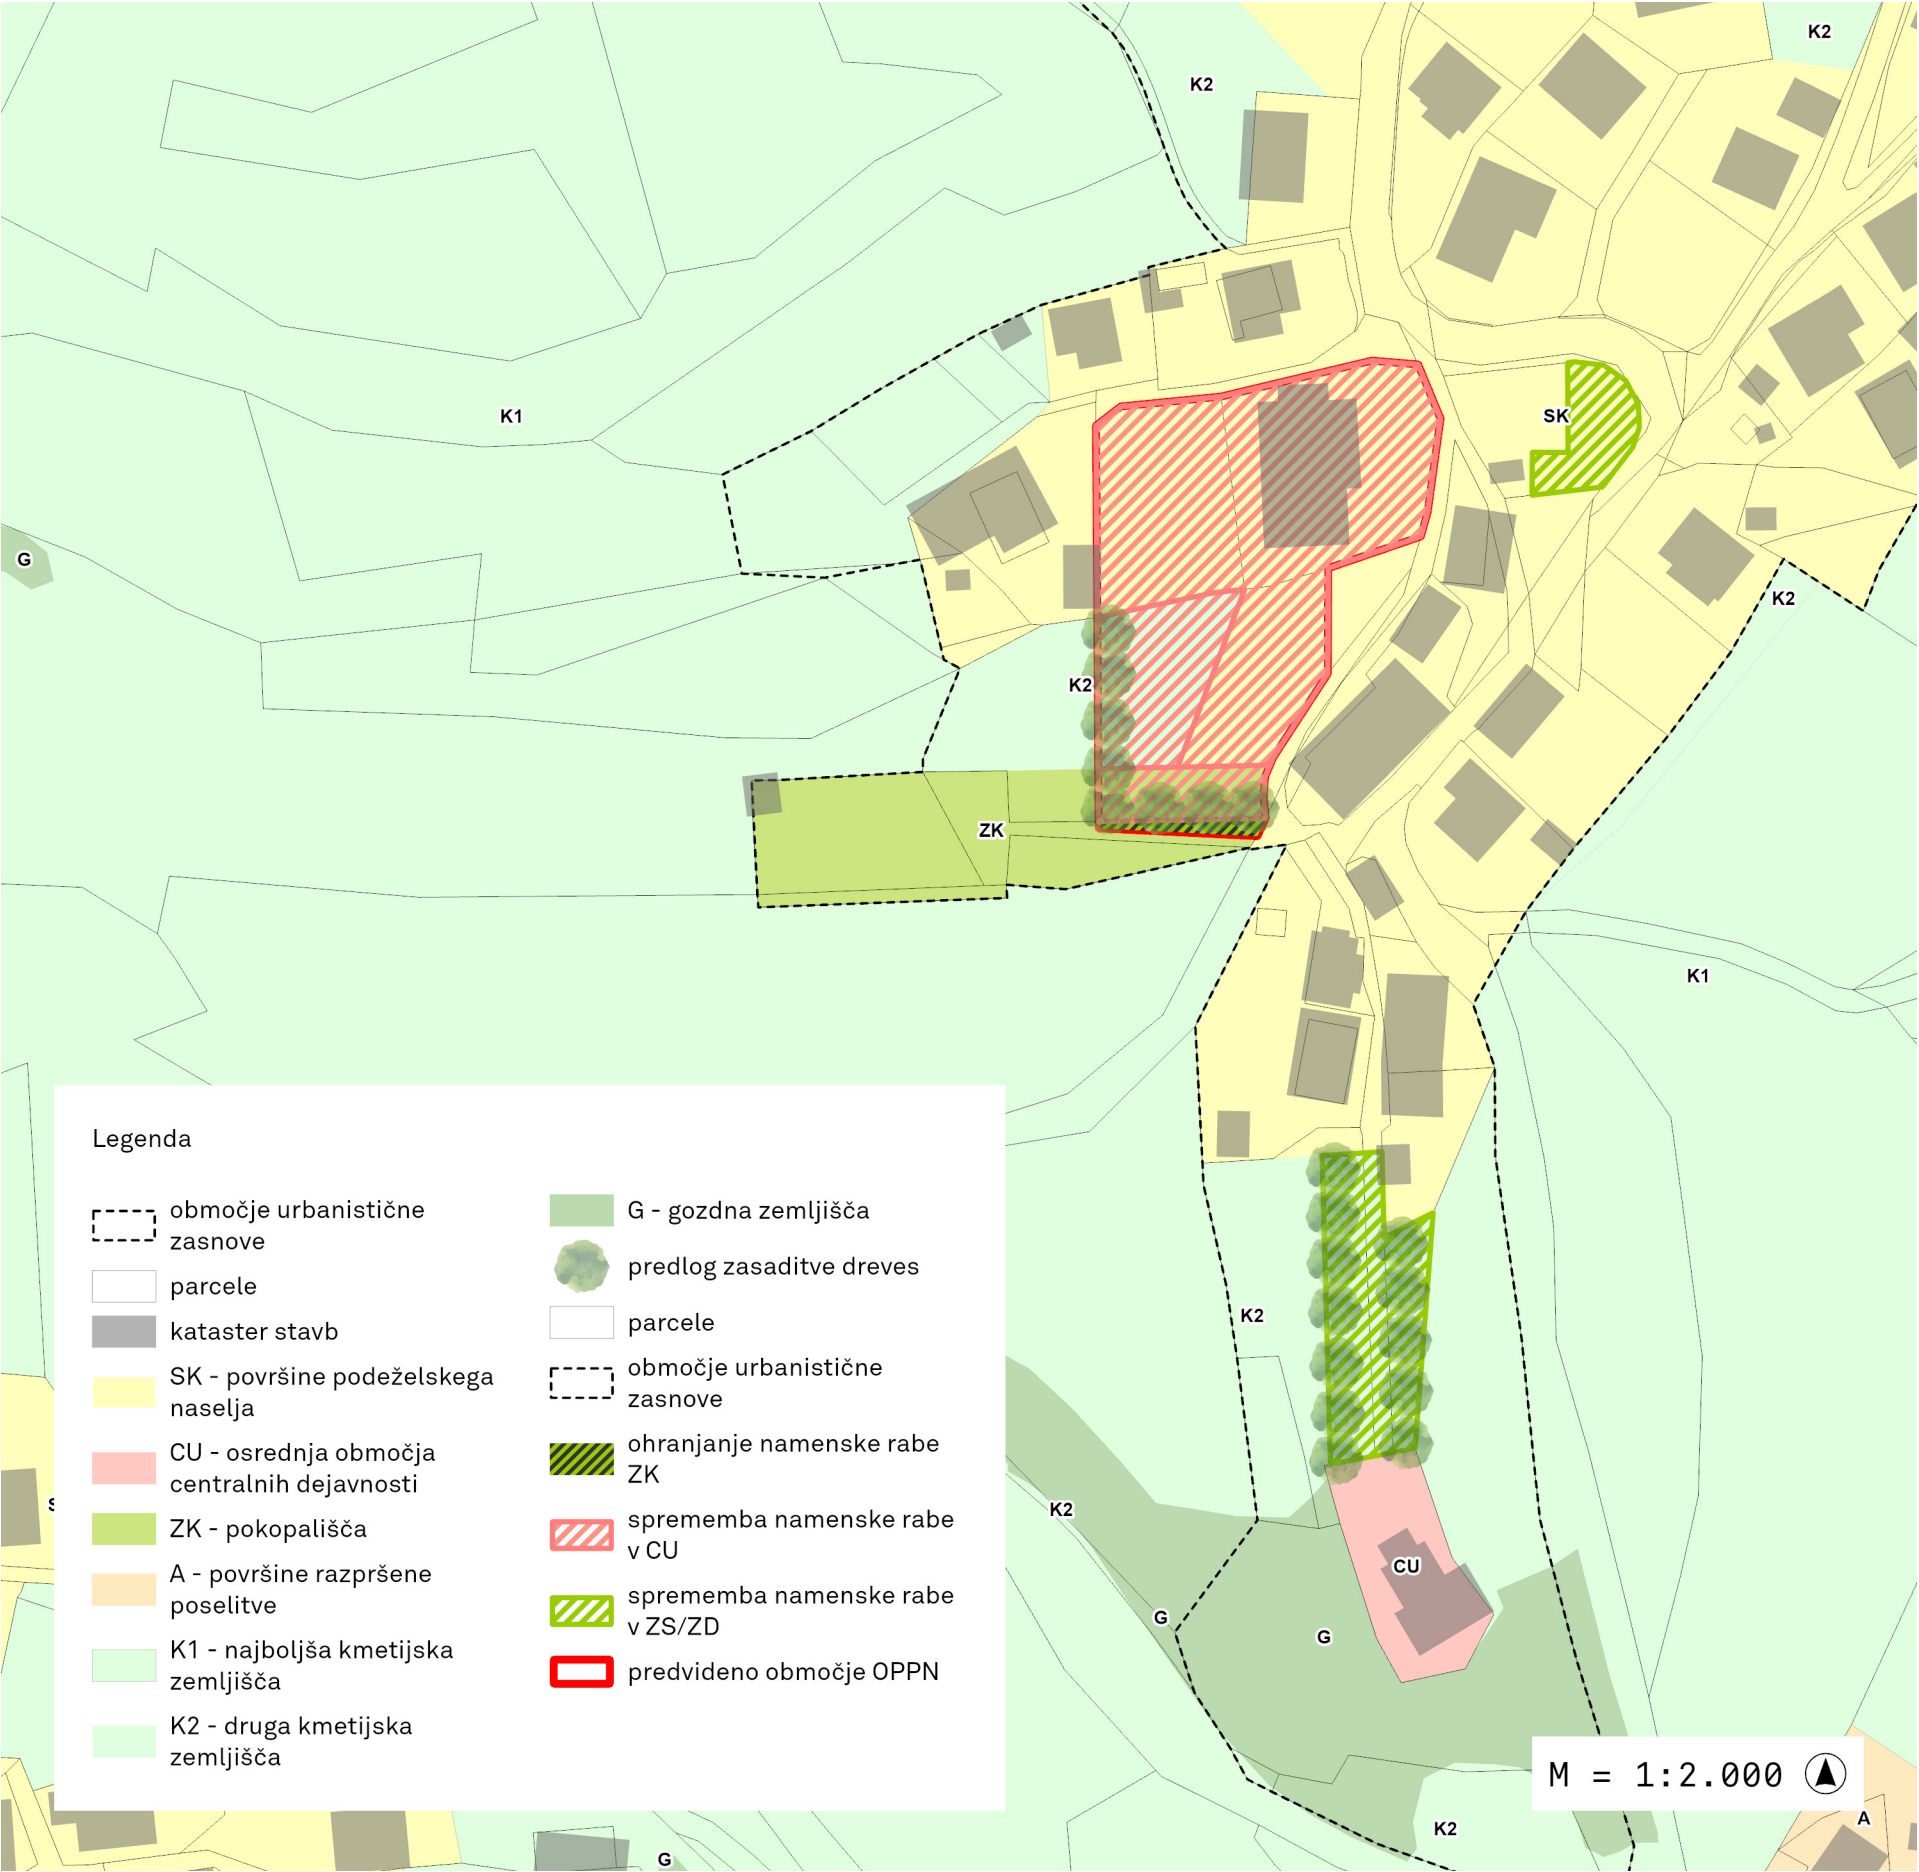 K2
K2
K1
SK
G
K2
K2
ZK
K1
K2
K2
CU
G
G
K2
A
G
Legenda
območje urbanistične
zasnove
parcele
kataster stavb
SK - površine podeželskega
naselja
CU - osrednja območja
centralnih dejavnosti
ZK - pokopališča
A - površine razpršene
poselitve
K1 - najboljša kmetijska
zemljišča
K2 - druga kmetijska
zemljišča
G - gozdna zemljišča
predlog zasaditve dreves
parcele
območje urbanistične
zasnove
ohranjanje namenske rabe
ZK
sprememba namenske rabe
v CU
sprememba namenske rabe
v ZS/ZD
predvideno območje OPPN
M = 1:2.000